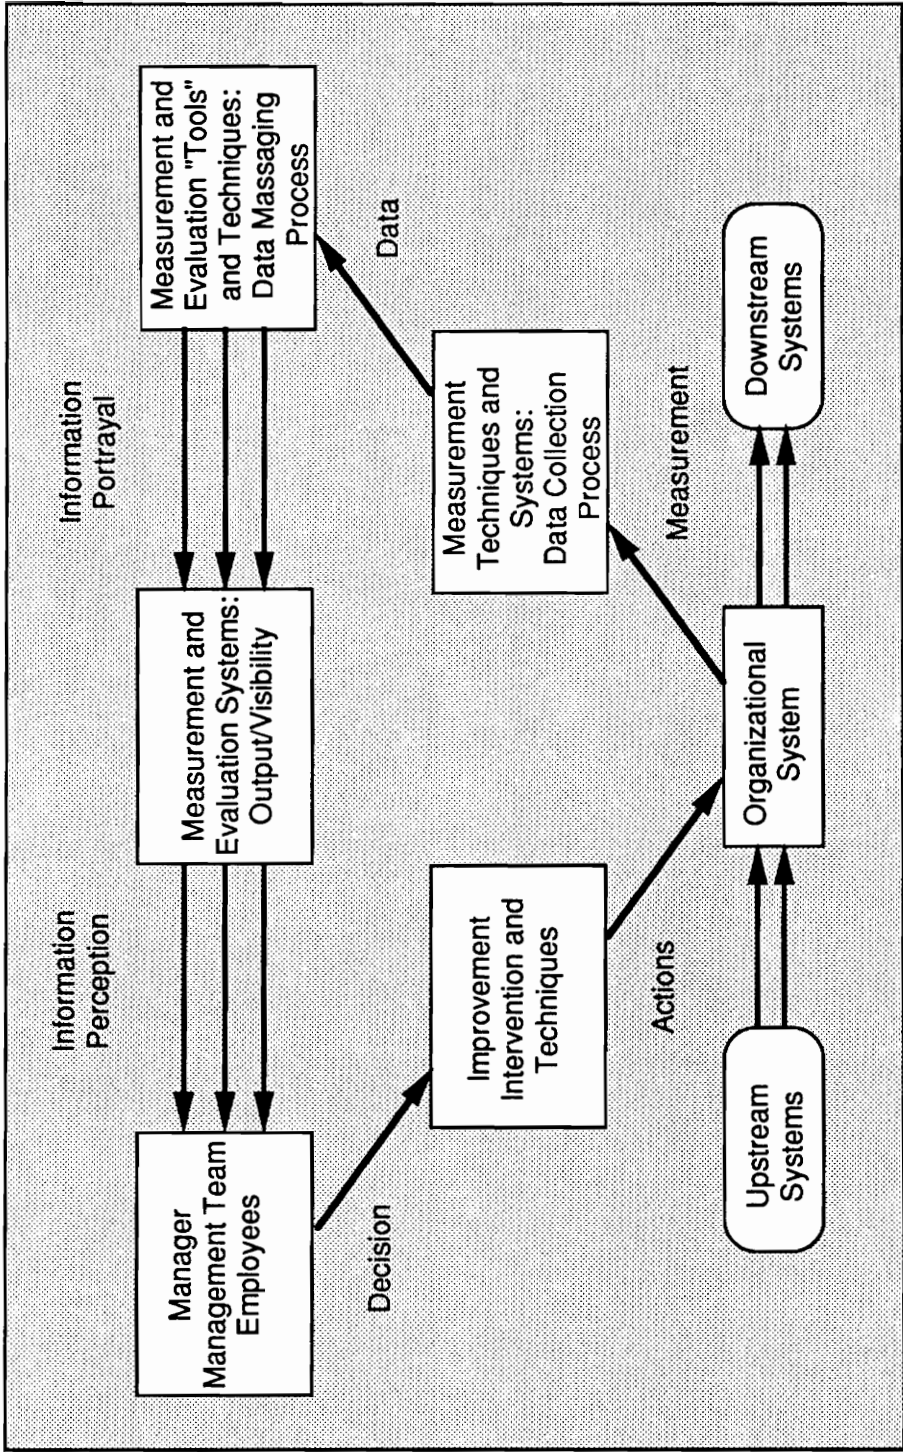 Information
Perception
Information
Portrayal
Manager
Management Team
Employees
Measurement and
Evaluation Systems:
Output/Visibility
Measurement and
Evaluation "Tools"
and Techniques:
Data Massaging
Process
Decision
Data
Improvement
Intervention and
Techniques
Measurement
Techniques and
Systems:
Data Collection
Process
Actions
Measurement
Upstream
Systems
Organizational
System
Downstream
Systems